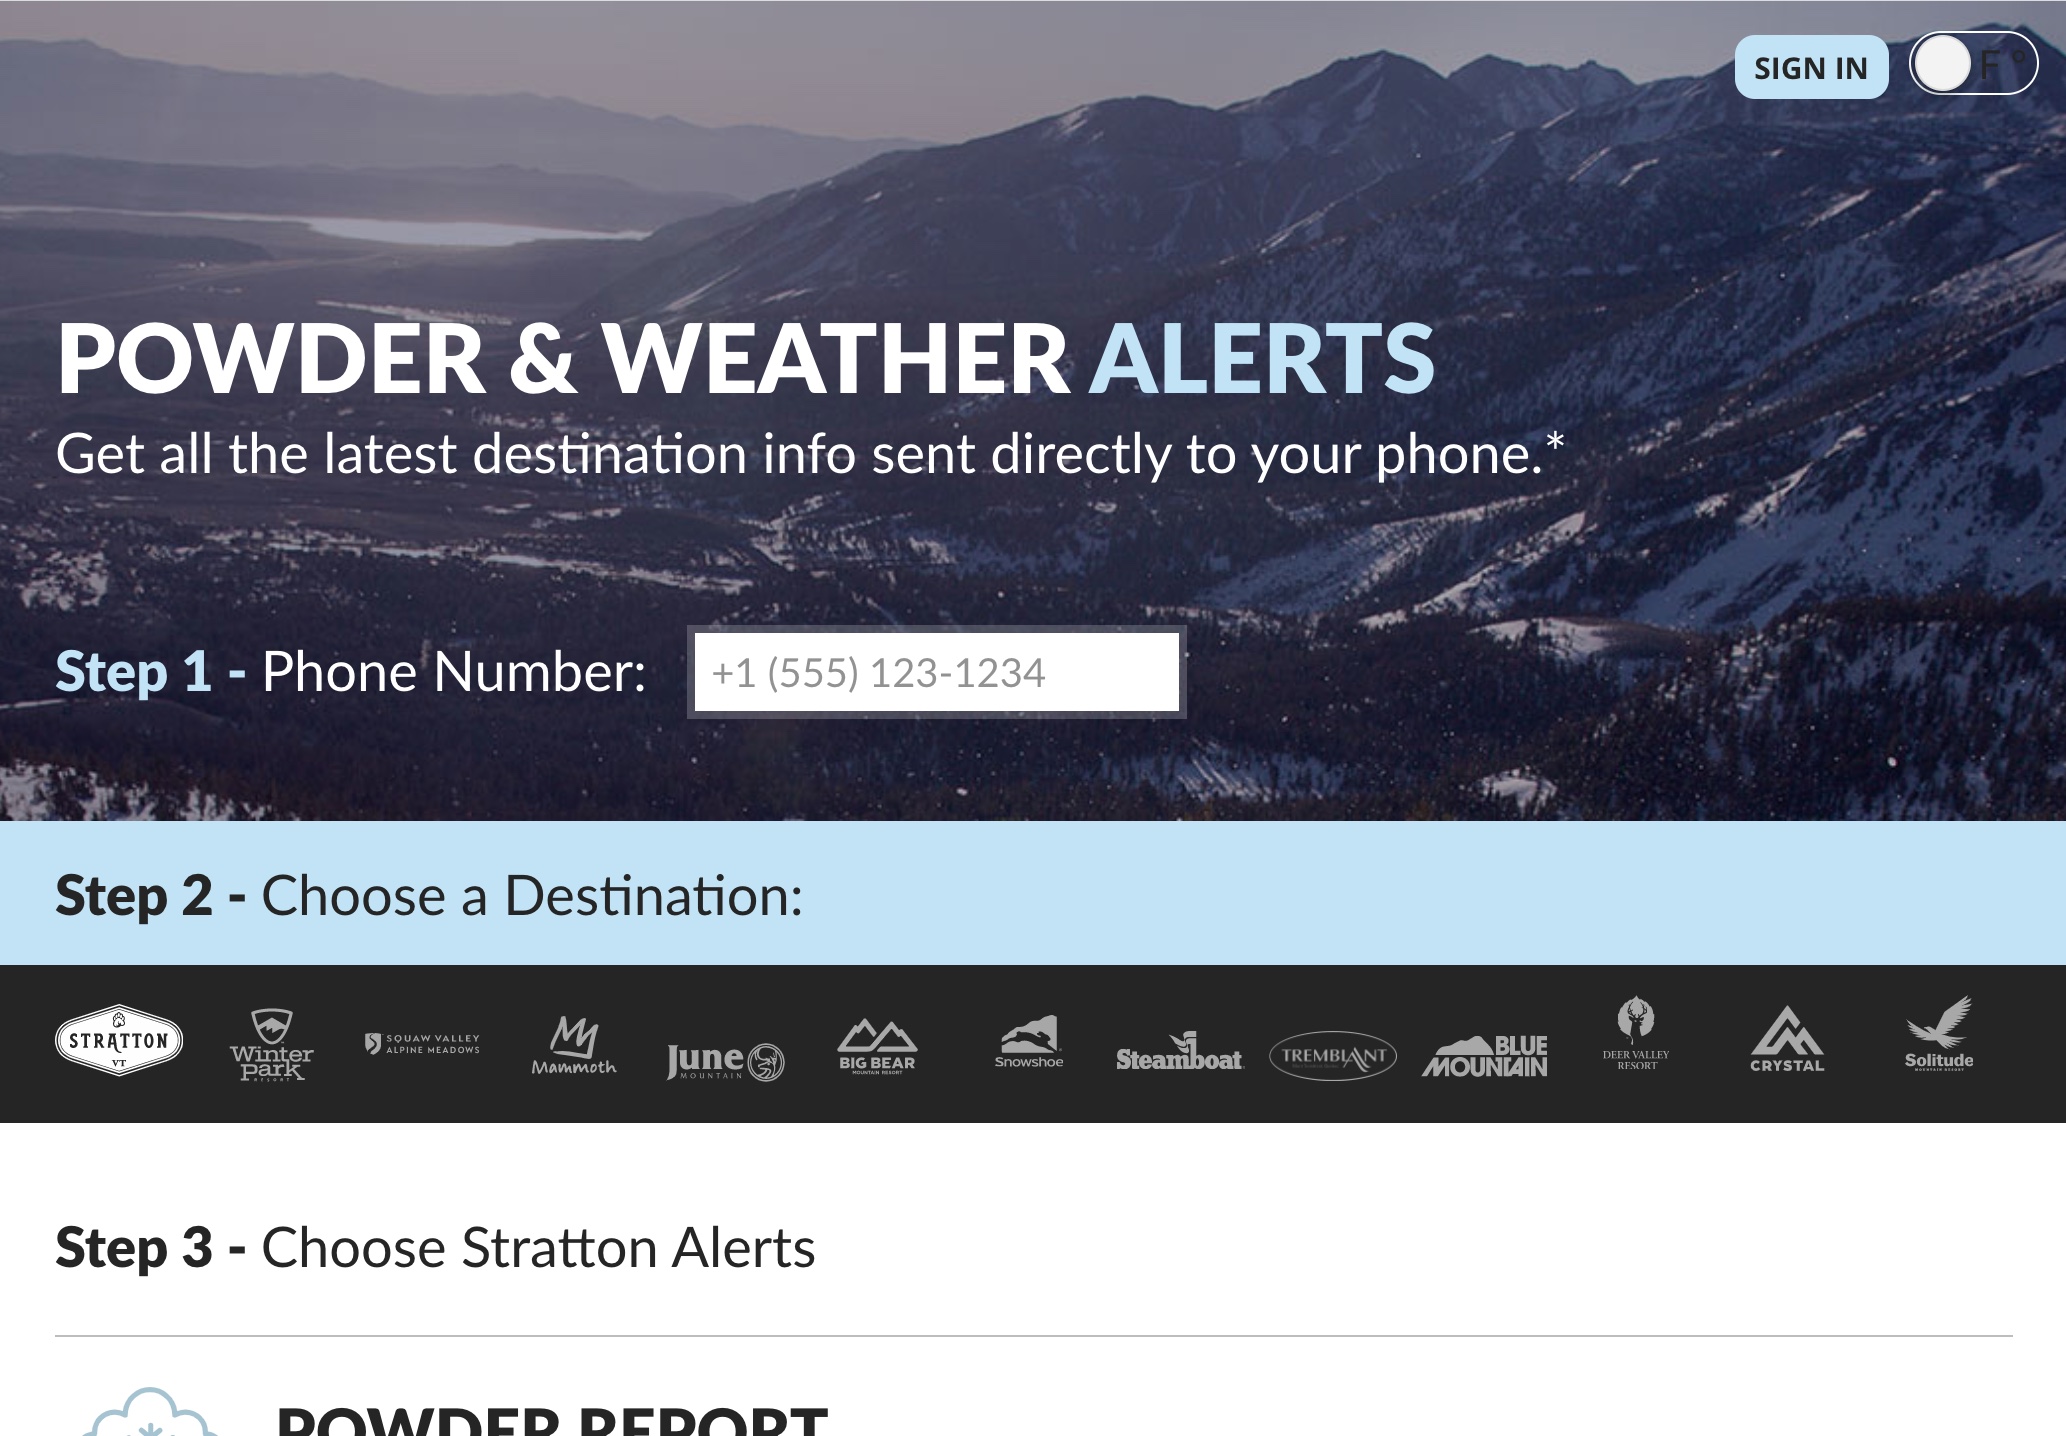 SIGN IN
F °
POWDER & WEATHER ALERTS
Get all the latest destination info sent directly to your phone.*
Step 1 - Phone Number:
+1 (555) 123-1234
Step 2 - Choose a Destination:
STRATTON
VT
Winter
Park
RESORT
SQUAW VALLEY
ALPINE MEADOWS
Mammoth
June
MOUNTAIN
BIG BEAR
MOUNTAIN RESORT
Snowshoe
Steamboat
TREMBLANT
BLUE
MOUNTAIN
DEER VALLEY
RESORT
CRYSTAL
Solitude
MOUNTAIN RESORT
Step 3 - Choose Stratton Alerts
POWDER REPORT